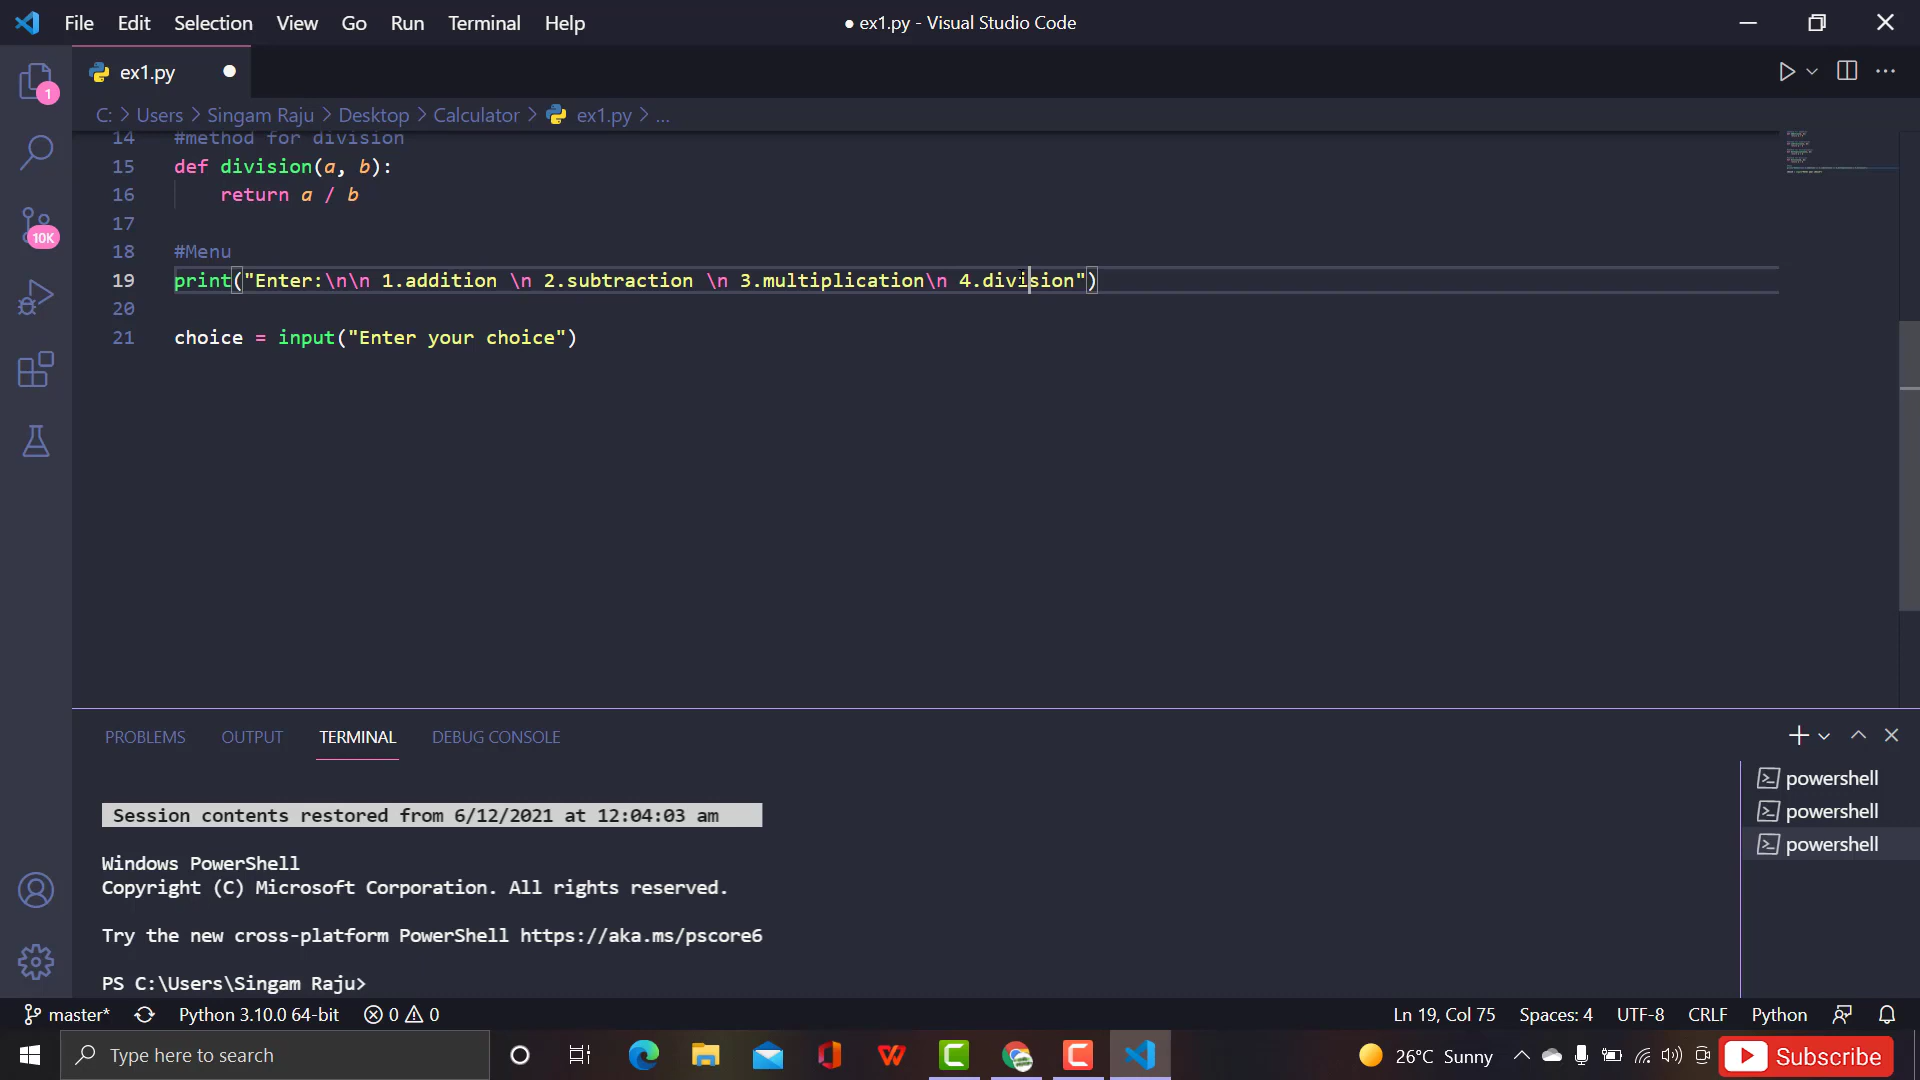 File Edit Selection View Go Run Terminal Help ● ex1.py - Visual Studio Code
ex1.py
C: > Users > Singam Raju > Desktop > Calculator > ex1.py > ...
14 #method for division
15 def division(a, b):
16 return a / b
17
18 #Menu
19 print("Enter:\n\n 1.addition \n 2.subtraction \n 3.multiplication\n 4.division")
20
21 choice = input("Enter your choice")
1
10K
PROBLEMS OUTPUT TERMINAL DEBUG CONSOLE
Session contents restored from 6/12/2021 at 12:04:03 am
Windows PowerShell
Copyright (C) Microsoft Corporation. All rights reserved.
Try the new cross-platform PowerShell https://aka.ms/pscore6
PS C:\Users\Singam Raju>
powershell
powershell
powershell
master* Python 3.10.0 64-bit 0 0 Ln 19, Col 75 Spaces: 4 UTF-8 CRLF Python
Type here to search 26°C Sunny Subscribe